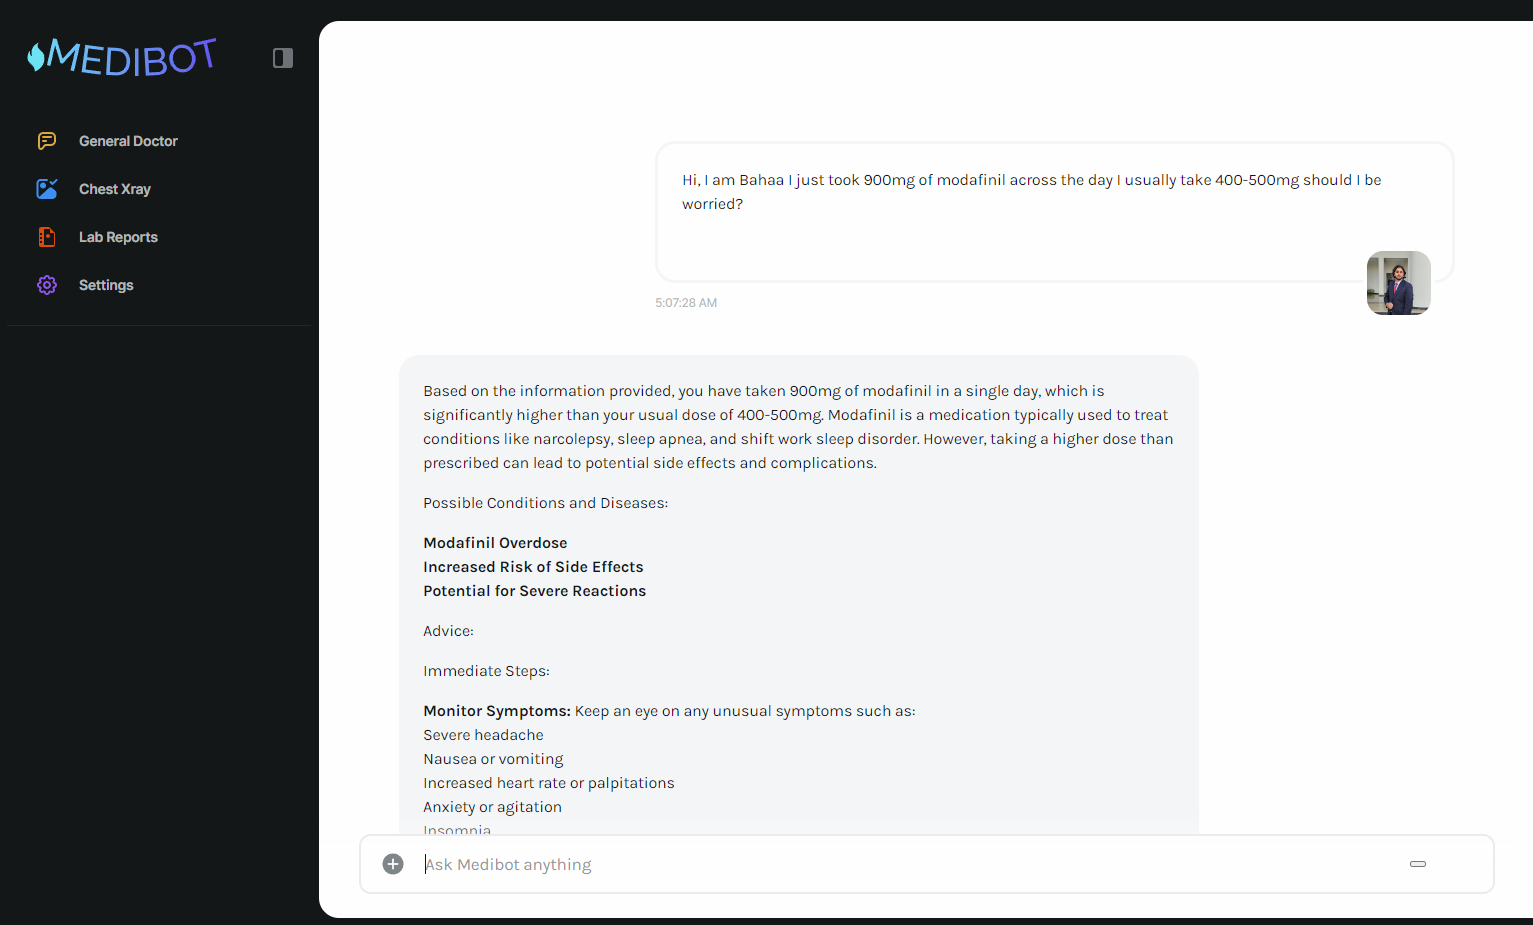 MEDIBOT
General Doctor
Chest Xray
Lab Reports
Settings
Hi, I am Bahaa I just took 900mg of modafinil across the day I usually take 400-500mg should I be
worried?
5:07:28 AM
Based on the information provided, you have taken 900mg of modafinil in a single day, which is
significantly higher than your usual dose of 400-500mg. Modafinil is a medication typically used to treat
conditions like narcolepsy, sleep apnea, and shift work sleep disorder. However, taking a higher dose than
prescribed can lead to potential side effects and complications.
Possible Conditions and Diseases:
Modafinil Overdose
Increased Risk of Side Effects
Potential for Severe Reactions
Advice:
Immediate Steps:
Monitor Symptoms: Keep an eye on any unusual symptoms such as:
Severe headache
Nausea or vomiting
Increased heart rate or palpitations
Anxiety or agitation
Insomnia
Ask Medibot anything